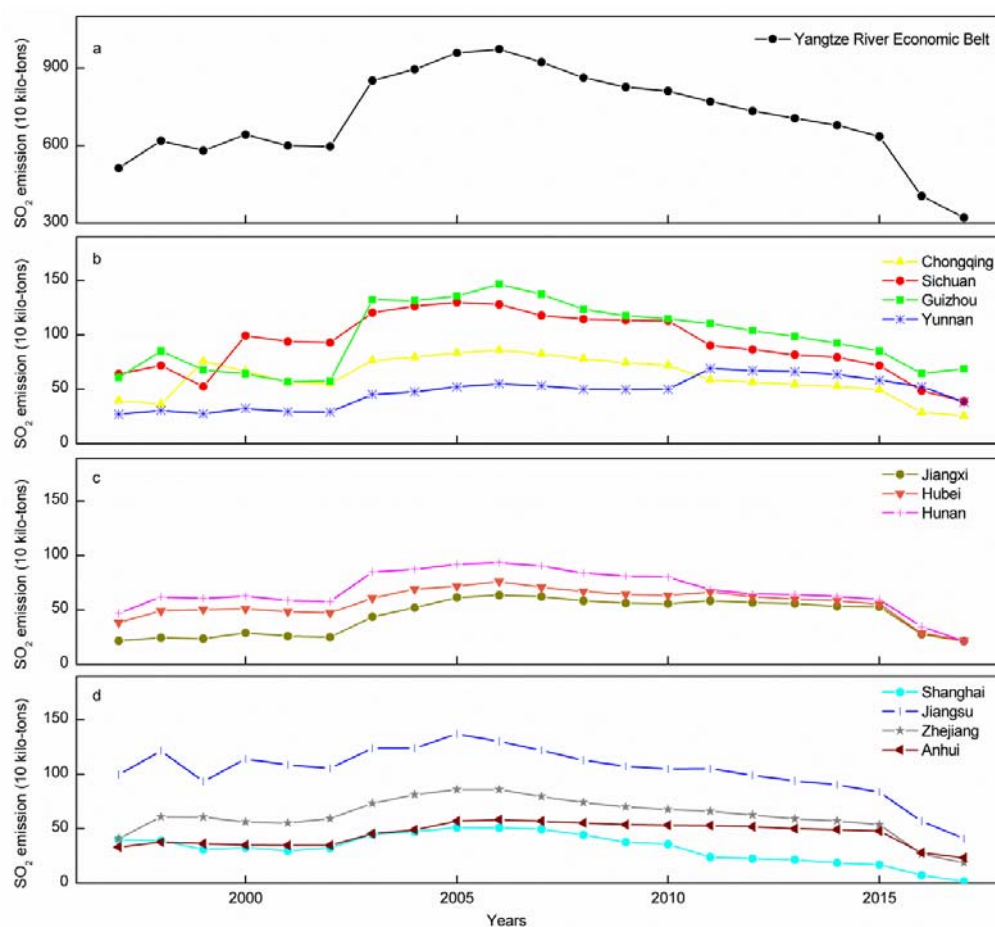 a
Yangtze River Economic Belt
SO₂ emission (10 kilo-tons)
900
600
300
b
Chongqing
Sichuan
Guizhou
Yunnan
SO₂ emission (10 kilo-tons)
150
100
50
0
c
Jiangxi
Hubei
Hunan
SO₂ emission (10 kilo-tons)
150
100
50
0
d
Shanghai
Jiangsu
Zhejiang
Anhui
SO₂ emission (10 kilo-tons)
150
100
50
0
2000 2005 2010 2015
Years